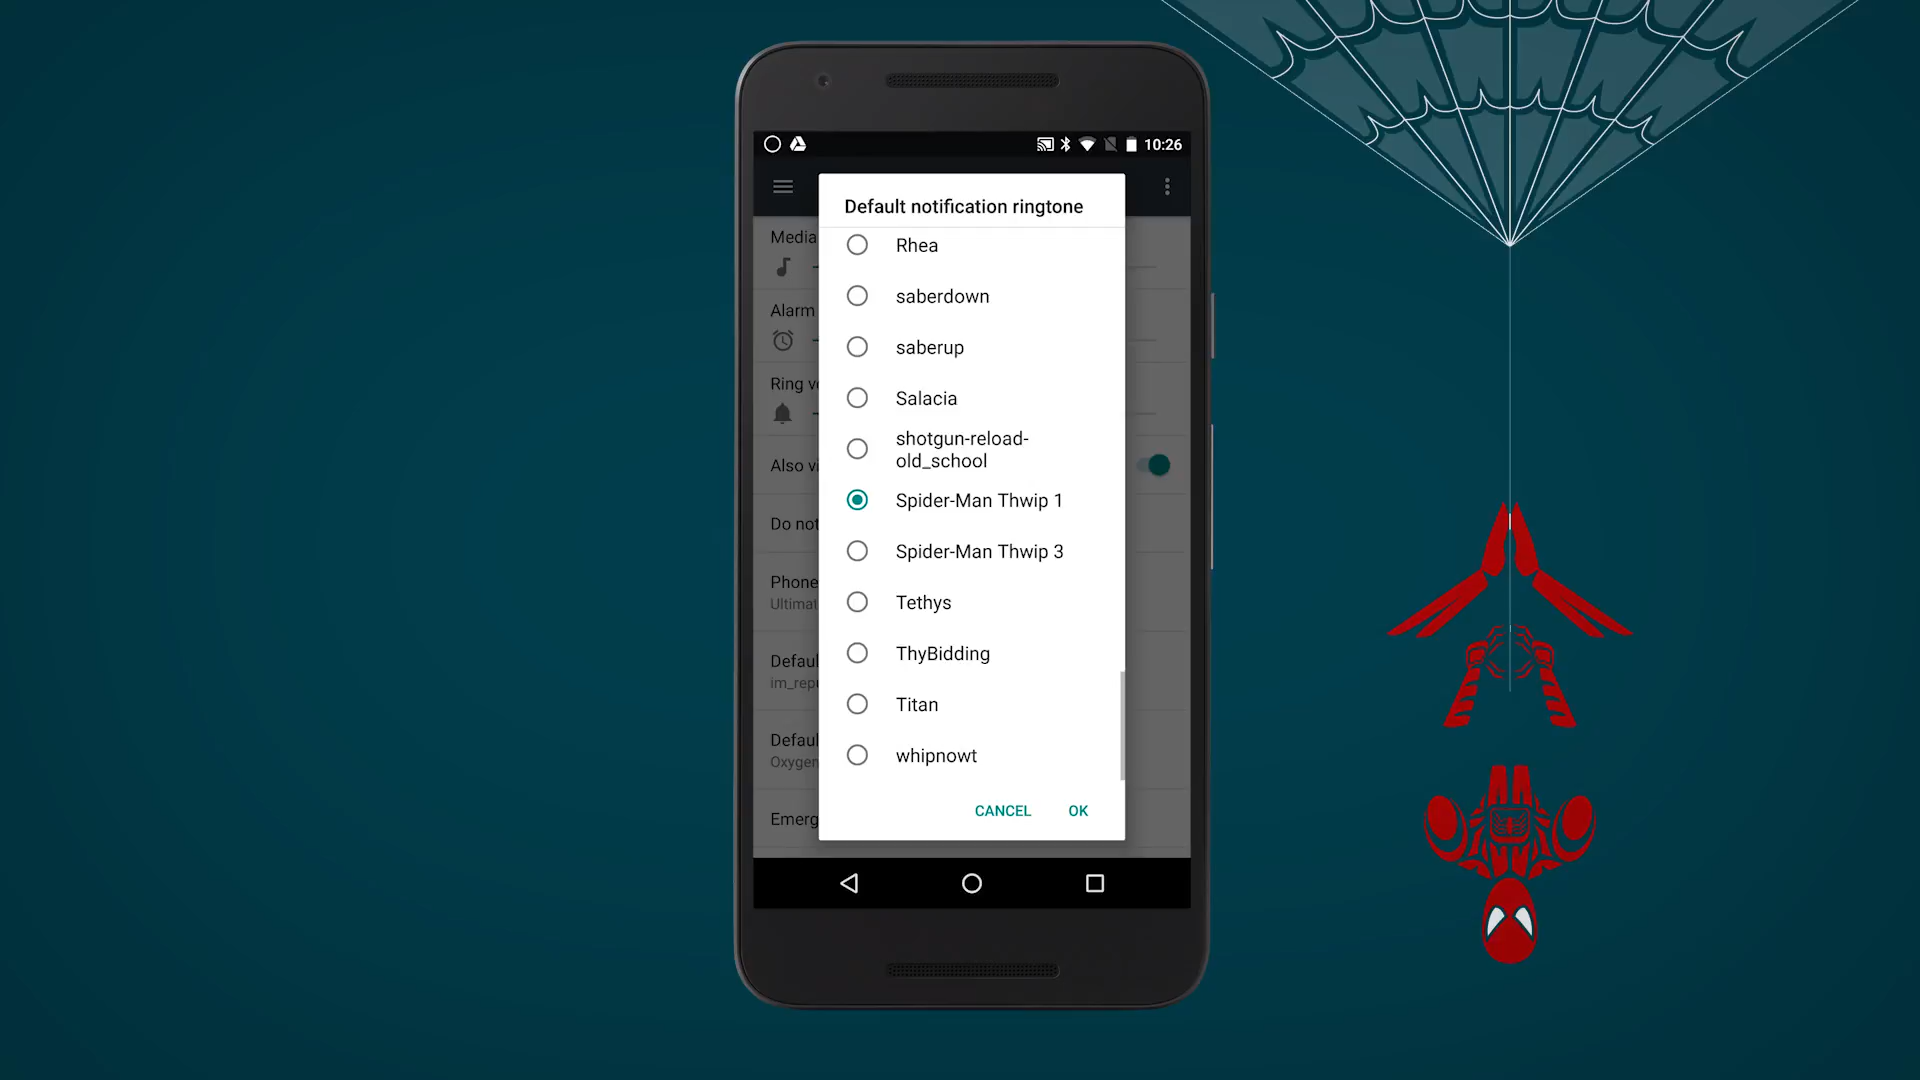 10:26
Default notification ringtone
Media
Rhea
saberdown
Alarm
saberup
Ring v
Salacia
shotgun-reload-
old_school
Also vi
Spider-Man Thwip 1
Do not
Spider-Man Thwip 3
Phone
Ultimat
Tethys
ThyBidding
Defaul
im_repu
Titan
Defaul
Oxygen
whipnowt
CANCEL OK
Emerg